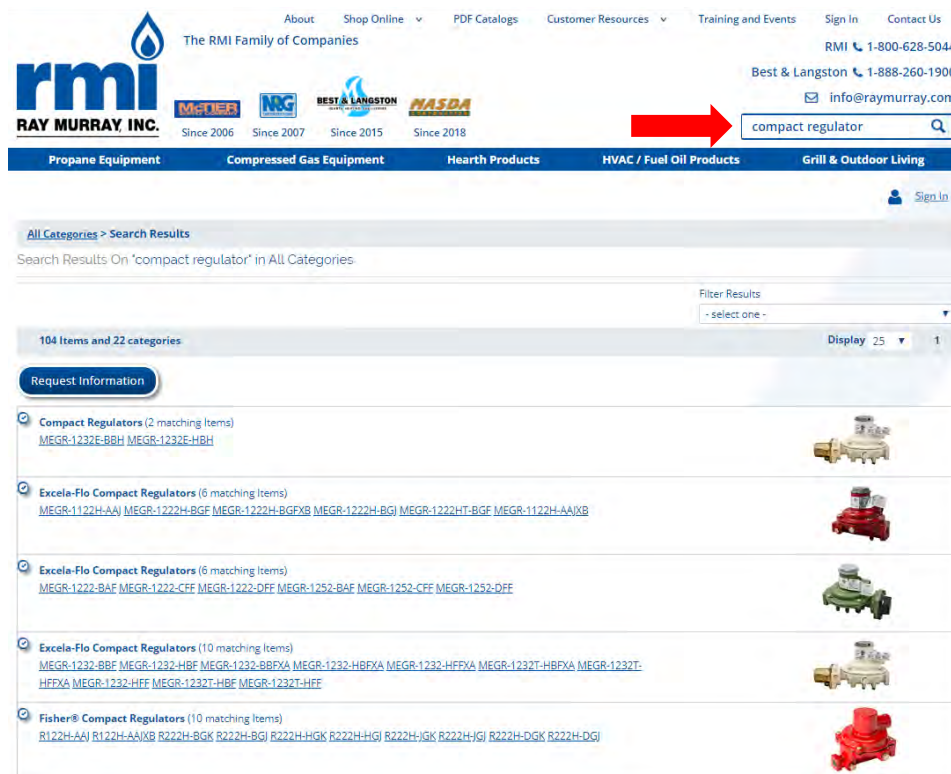 About Shop Online PDF Catalogs Customer Resources Training and Events Sign In Contact Us
The RMI Family of Companies
RMI 1-800-628-5044
Best & Langston 1-888-260-1900
info@raymurray.com
rmi
RAY MURRAY, INC.
McTIER
NRG
BEST & LANGSTON
NASDA
Since 2006 Since 2007 Since 2015 Since 2018
compact regulator
Propane Equipment Compressed Gas Equipment Hearth Products HVAC / Fuel Oil Products Grill & Outdoor Living
Sign In
All Categories > Search Results
Search Results On "compact regulator" in All Categories
Filter Results
- select one -
104 Items and 22 categories
Display 25 1
Request Information
Compact Regulators (2 matching Items)
MEGR-1232E-BBH MEGR-1232E-HBH
Excela-Flo Compact Regulators (6 matching Items)
MEGR-1122H-AAJ MEGR-1222H-BGF MEGR-1222H-BGFXB MEGR-1222H-BGJ MEGR-1222HT-BGF MEGR-1122H-AAJXB
Excela-Flo Compact Regulators (6 matching Items)
MEGR-1222-BAF MEGR-1222-CFF MEGR-1222-DFF MEGR-1252-BAF MEGR-1252-CFF MEGR-1252-DFF
Excela-Flo Compact Regulators (10 matching Items)
MEGR-1232-BBF MEGR-1232-HBF MEGR-1232-BBFXA MEGR-1232-HBFXA MEGR-1232-HFFXA MEGR-1232T-HBFXA MEGR-1232T-
HFFXA MEGR-1232-HFF MEGR-1232T-HBF MEGR-1232T-HFF
Fisher® Compact Regulators (10 matching Items)
R122H-AAJ R122H-AAJXB R222H-BGK R222H-BGJ R222H-HGK R222H-HGJ R222H-JGK R222H-JGJ R222H-DGK R222H-DGJ